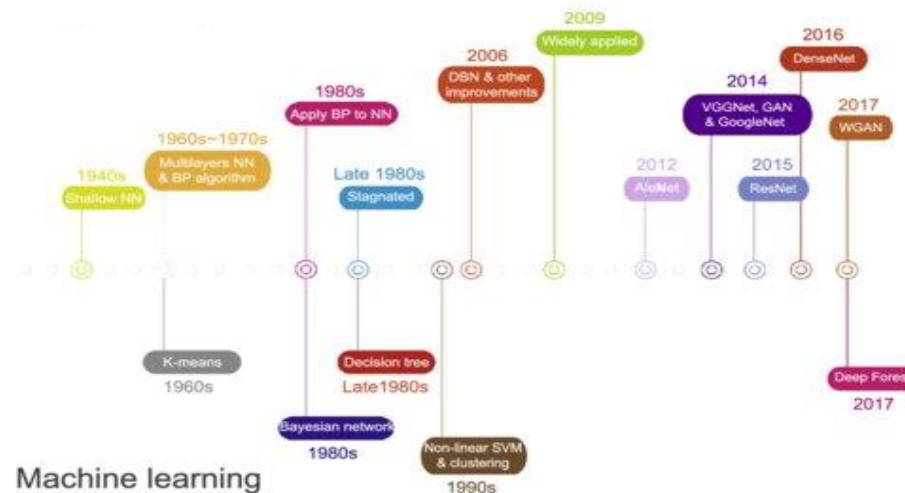 2009
Widely applied
2016
DenseNet
2006
DBN & other
improvements
2014
VGGNet, GAN
& GoogleNet
1980s
Apply BP to NN
2017
WGAN
1960s~1970s
Multilayers NN
& BP algorithm
1940s
Shallow NN
Late 1980s
Stagnated
2012
AlexNet
2015
ResNet
K-means
1960s
Decision tree
Late1980s
Deep Fores
2017
Bayesian network
1980s
Non-linear SVM
& clustering
1990s
Machine learning